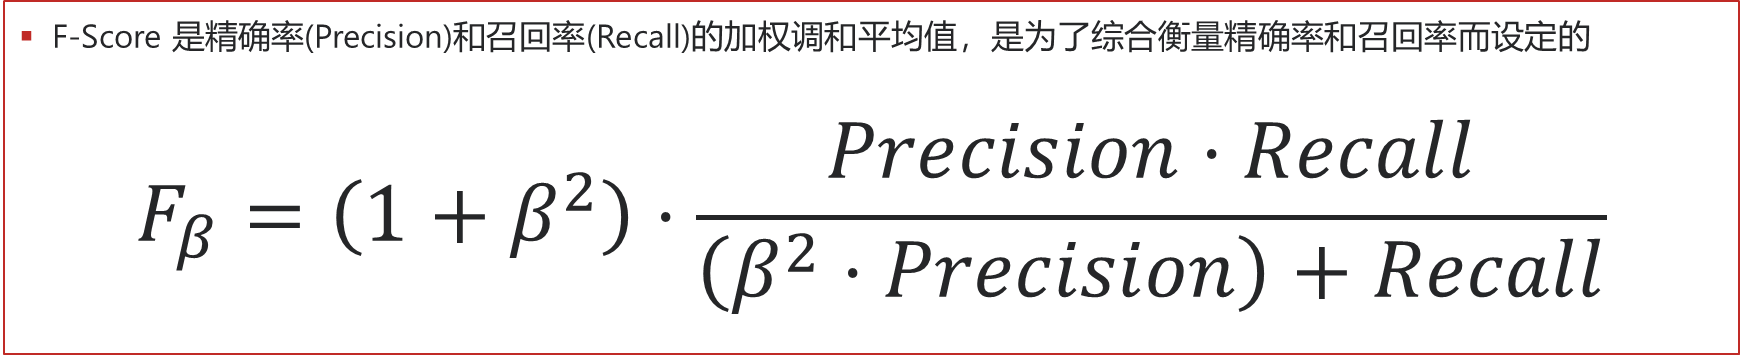 ▪ F-Score 是精确率(Precision)和召回率(Recall)的加权调和平均值，是为了综合衡量精确率和召回率而设定的
F_β = (1 + β²) · \frac{Precision · Recall}{(β² · Precision) + Recall}